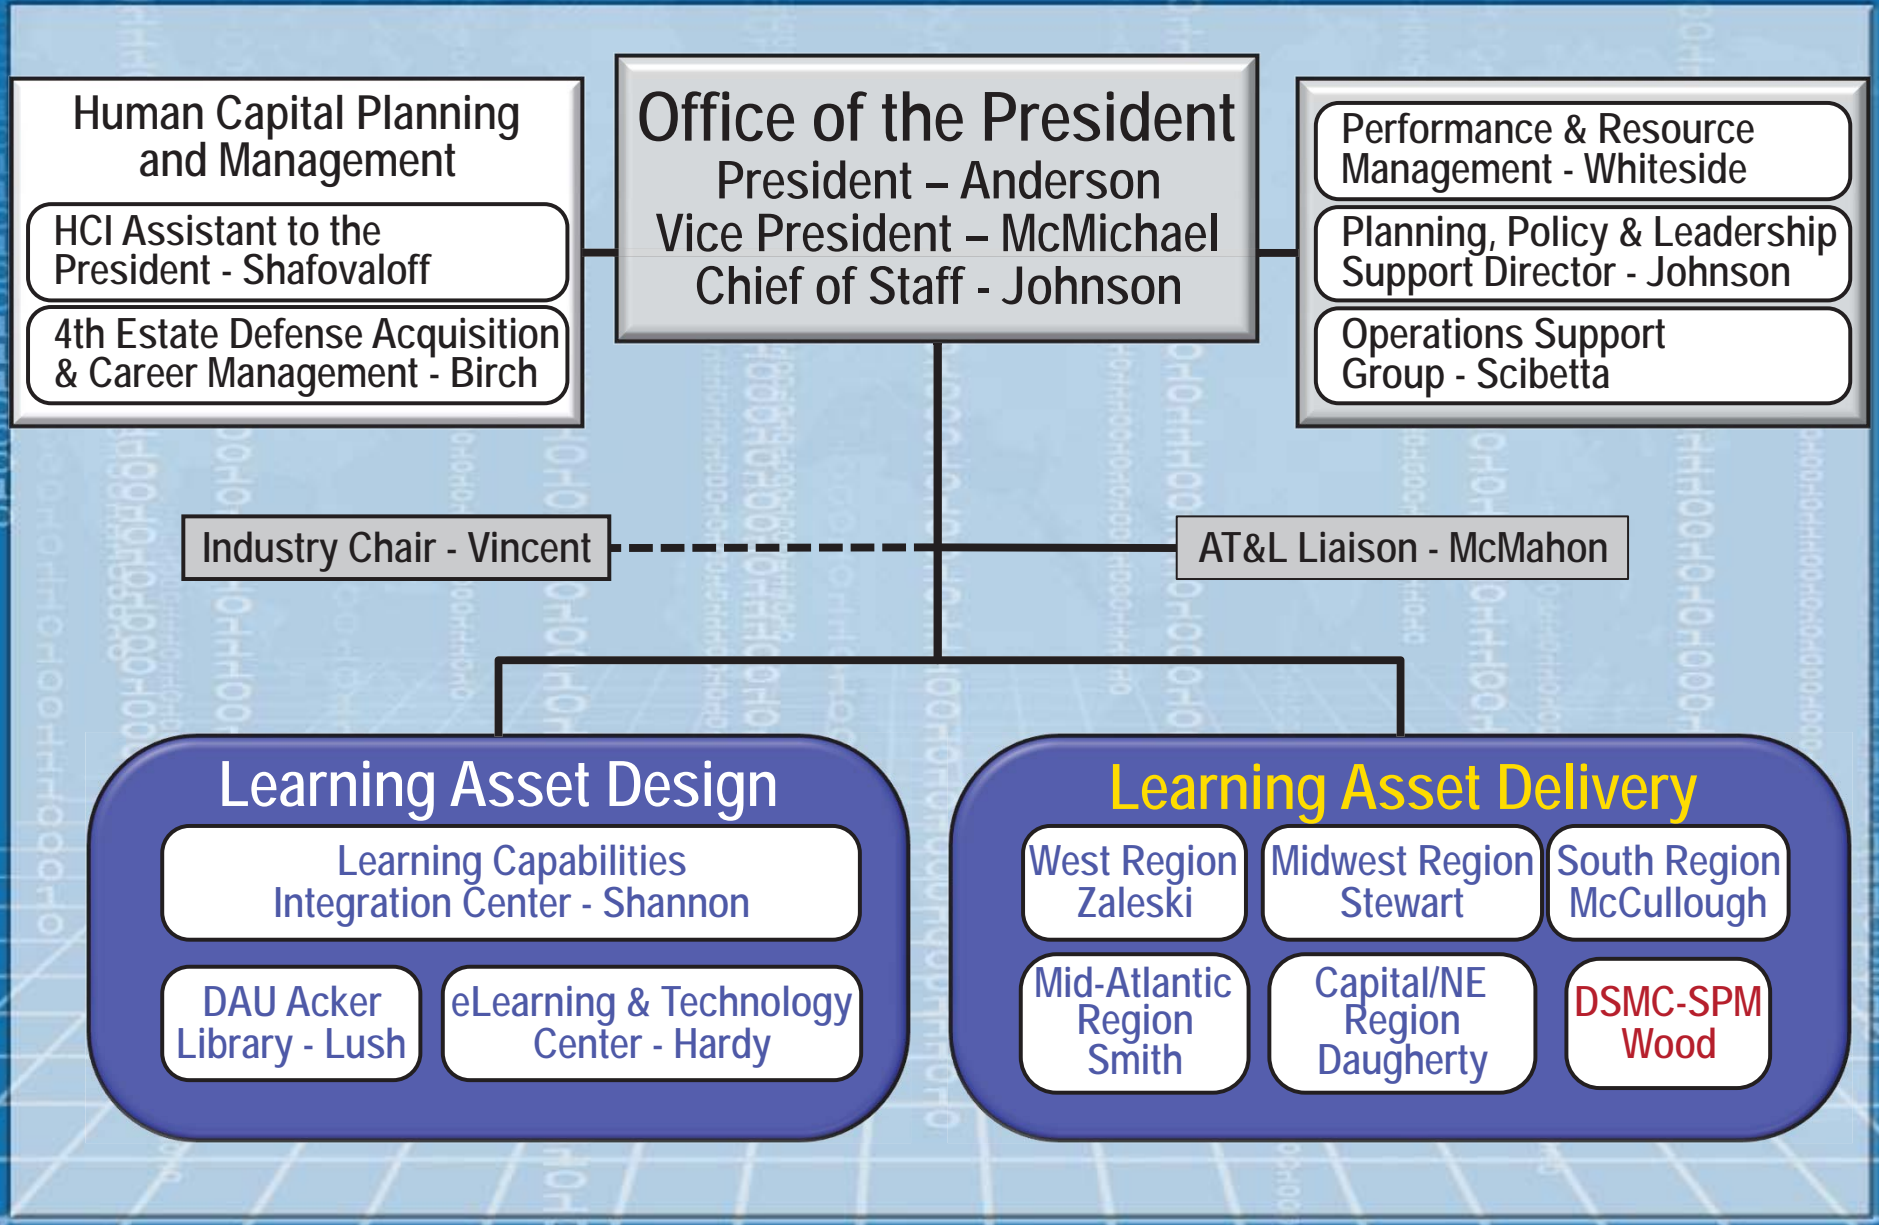 Human Capital Planning
and Management
HCI Assistant to the
President - Shafovaloff
4th Estate Defense Acquisition
& Career Management - Birch
Office of the President
President – Anderson
Vice President – McMichael
Chief of Staff - Johnson
Performance & Resource
Management - Whiteside
Planning, Policy & Leadership
Support Director - Johnson
Operations Support
Group - Scibetta
Industry Chair - Vincent
AT&L Liaison - McMahon
Learning Asset Design
Learning Capabilities
Integration Center - Shannon
DAU Acker
Library - Lush
eLearning & Technology
Center - Hardy
Learning Asset Delivery
West Region
Zaleski
Midwest Region
Stewart
South Region
McCullough
Mid-Atlantic
Region
Smith
Capital/NE
Region
Daugherty
DSMC-SPM
Wood